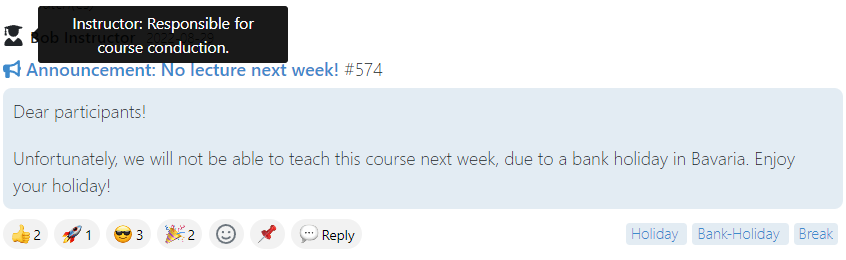 Instructor: Responsible for
course conduction.
Bob Instructor
Announcement: No lecture next week! #574
Dear participants!
Unfortunately, we will not be able to teach this course next week, due to a bank holiday in Bavaria. Enjoy
your holiday!
2 1 3 2 Reply Holiday Bank-Holiday Break